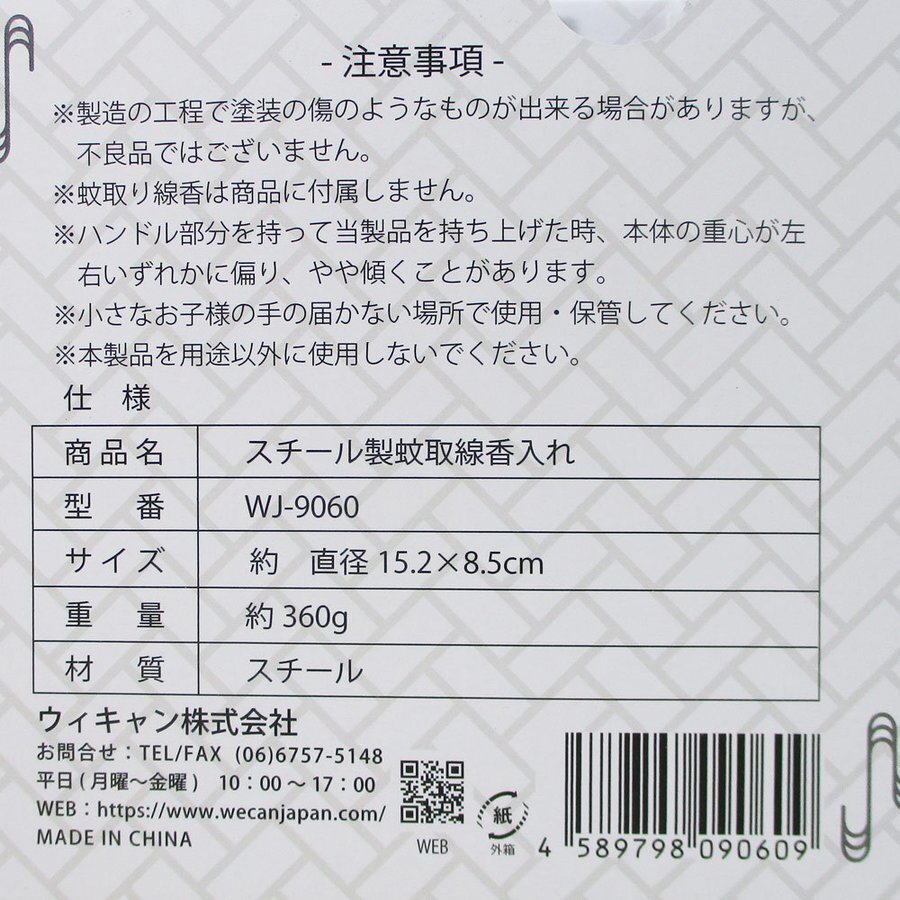 - 注意事項 -
※製造の工程で塗装の傷のようなものが出来る場合がありますが、
不良品ではございません。
※蚊取り線香は商品に付属しません。
※ハンドル部分を持って当製品を持ち上げた時、本体の重心が左
右いずれかに偏り、やや傾くことがあります。
※小さなお子様の手の届かない場所で使用・保管してください。
※本製品を用途以外に使用しないでください。
仕 様
商品名 スチール製蚊取線香入れ
型 番 WJ-9060
サイズ 約 直径 15.2×8.5cm
重 量 約 360g
材 質 スチール
ウィキャン株式会社
お問合せ：TEL/FAX (06)6757-5148
平日(月曜〜金曜) 10：00〜17：00
WEB：https://www.wecanjapan.com/
MADE IN CHINA
WEB
紙
外箱
4 589798 090609